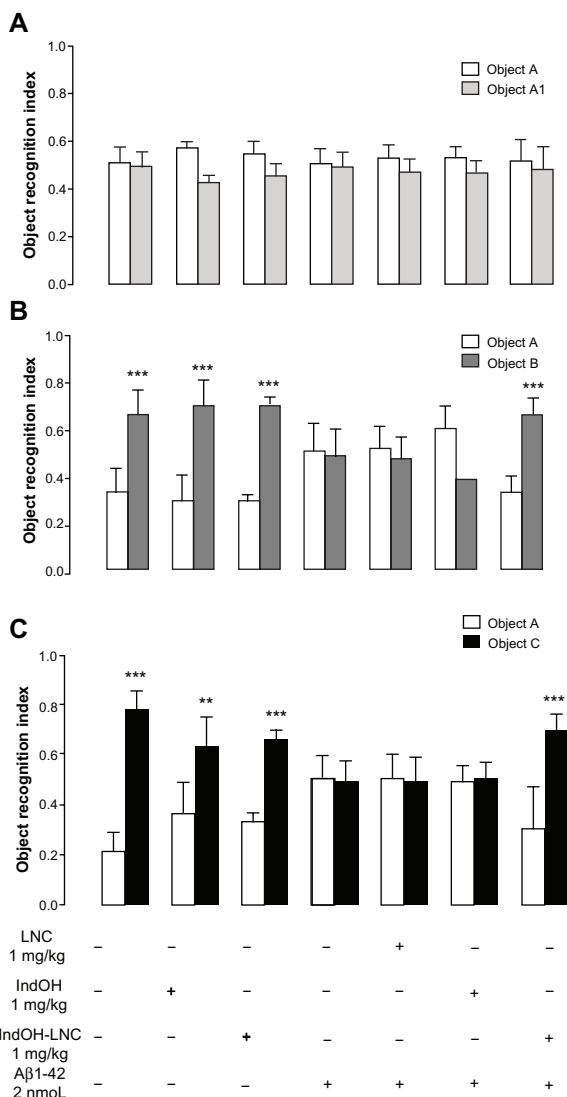 A
1.0
Object A
Object A1
0.8
0.6
0.4
0.2
0.0
Object recognition index
B
1.0
Object A
Object B
*** *** *** ***
0.8
0.6
0.4
0.2
0.0
Object recognition index
C
Object A
Object C
1.0
*** ** *** ***
0.8
0.6
0.4
0.2
0.0
Object recognition index
LNC
1 mg/kg
– – – – + – –
IndOH
1 mg/kg
– + – – – + –
IndOH-LNC
1 mg/kg
– – + – – – +
Aβ1-42
2 nmoL
– – – + + + +